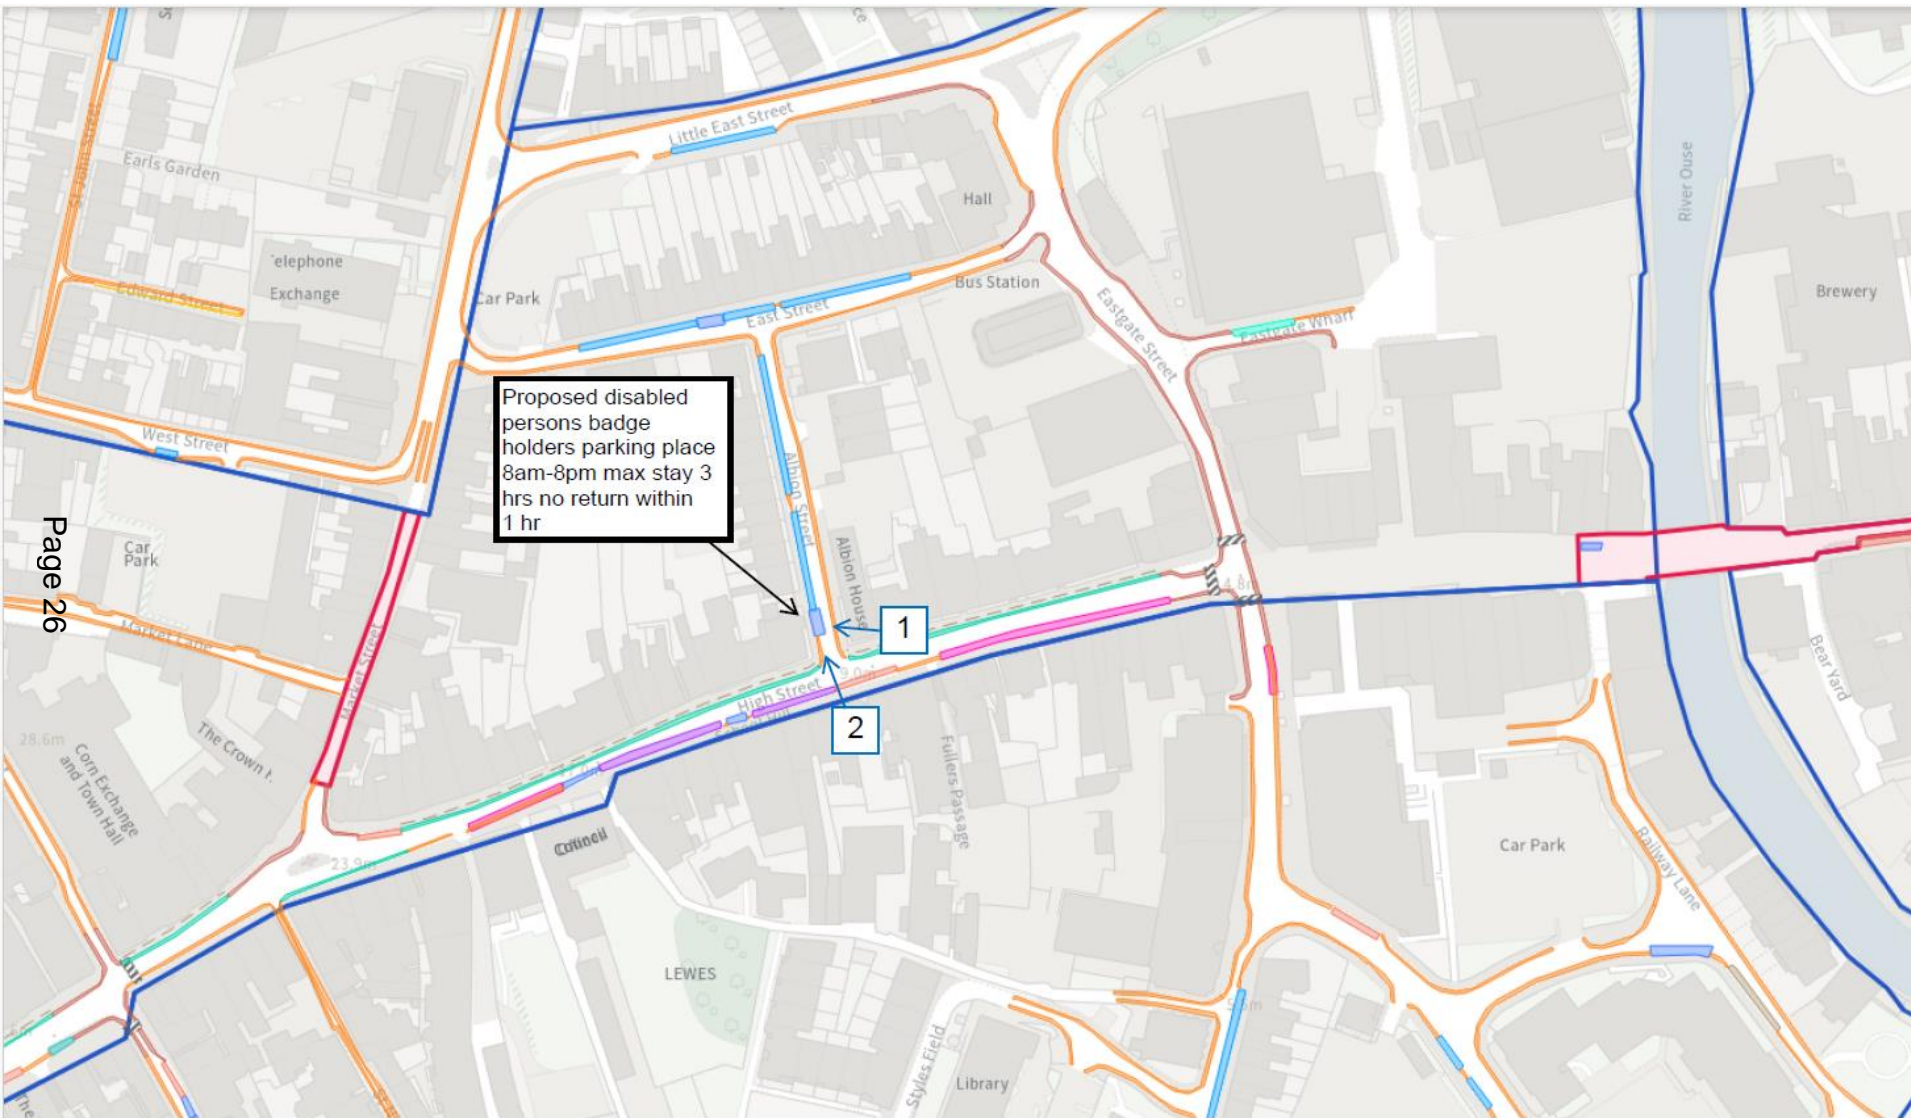 Little East Street
St John Street
Earls Garden
Hall
River Ouse
Telephone
Exchange
Edward Street
Car Park
Bus Station
East Street
Eastgate Street
Eastgate Wharf
Brewery
Proposed disabled
persons badge
holders parking place
8am-8pm max stay 3
hrs no return within
1 hr
West Street
Albion Street
Albion House
Car
Park
Page 26
Market Lane
Market Street
1
9.0m
High Street
2
Bear Yard
28.6m
The Crown
Corn Exchange
and Town Hall
Fullers Passage
Council
23.9m
Car Park
Railway Lane
LEWES
Styles Field
Library
The